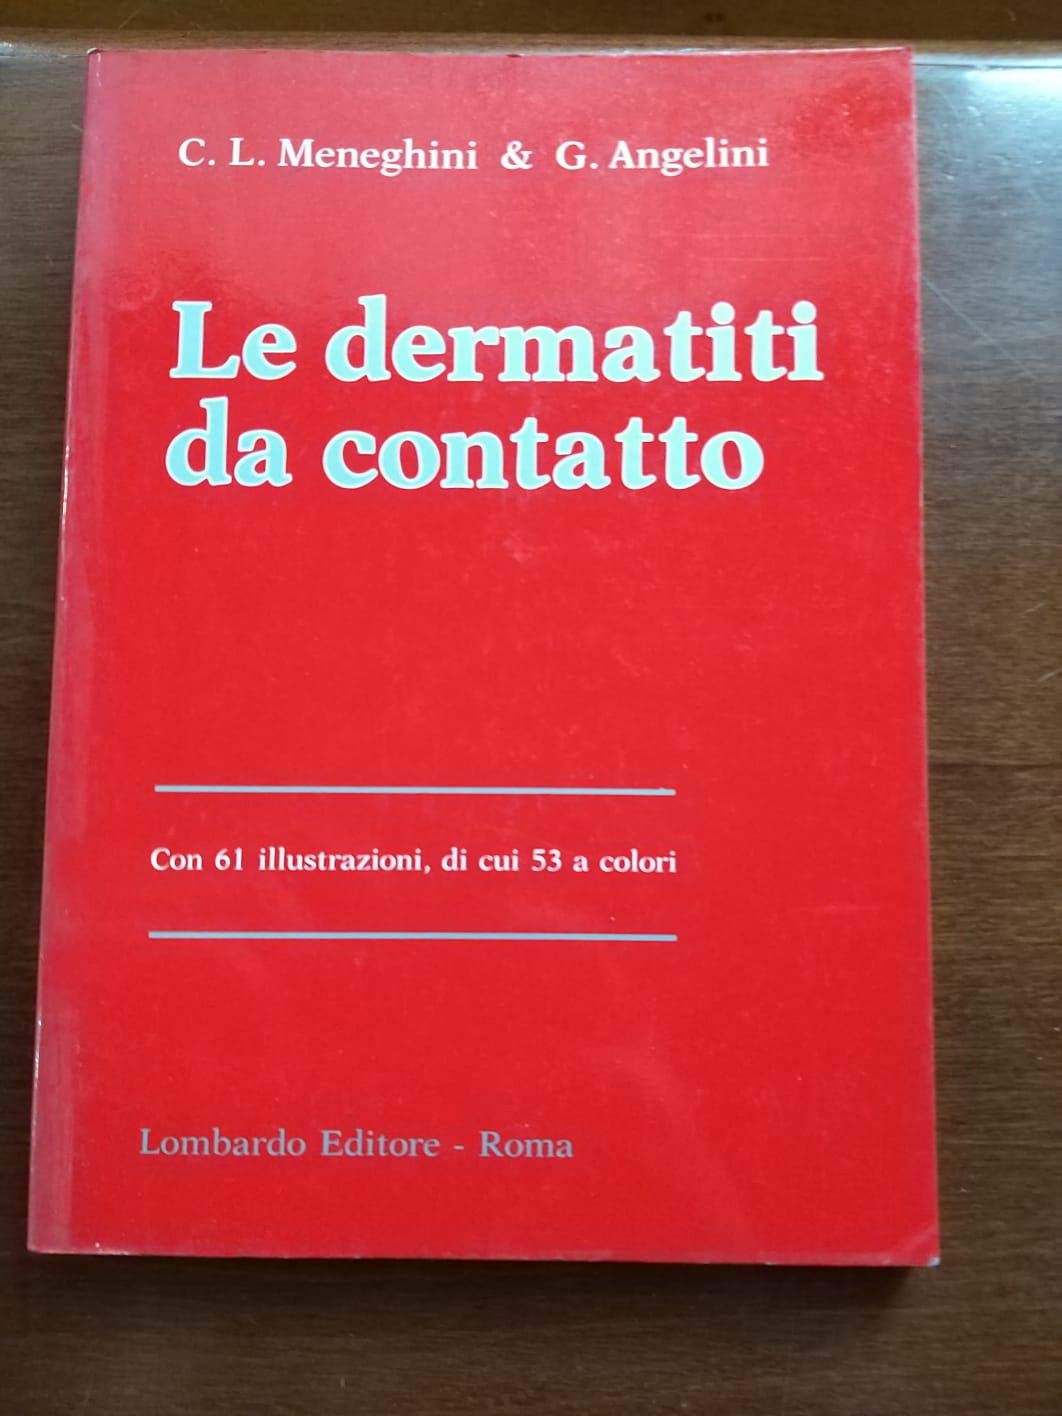 C. L. Meneghini & G. Angelini
Le dermatiti
da contatto
Con 61 illustrazioni, di cui 53 a colori
Lombardo Editore - Roma